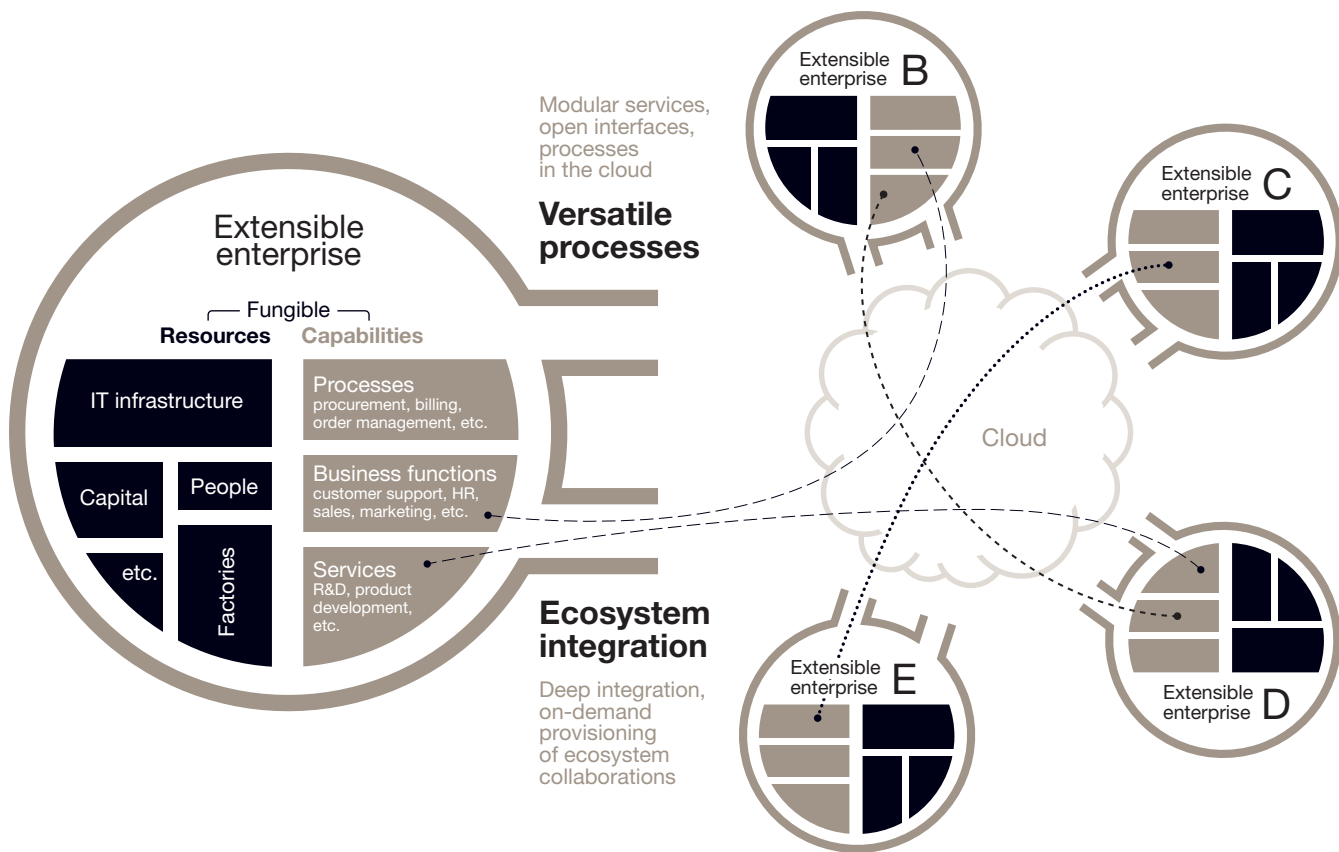 Extensible
enterprise
Fungible
Resources Capabilities
IT infrastructure
Capital
People
etc.
Factories
Processes
procurement, billing,
order management, etc.
Business functions
customer support, HR,
sales, marketing, etc.
Services
R&D, product
development,
etc.
Modular services,
open interfaces,
processes
in the cloud
Versatile
processes
Ecosystem
integration
Deep integration,
on-demand
provisioning
of ecosystem
collaborations
Extensible
enterprise B
Extensible
enterprise C
Cloud
Extensible
enterprise D
Extensible
enterprise E